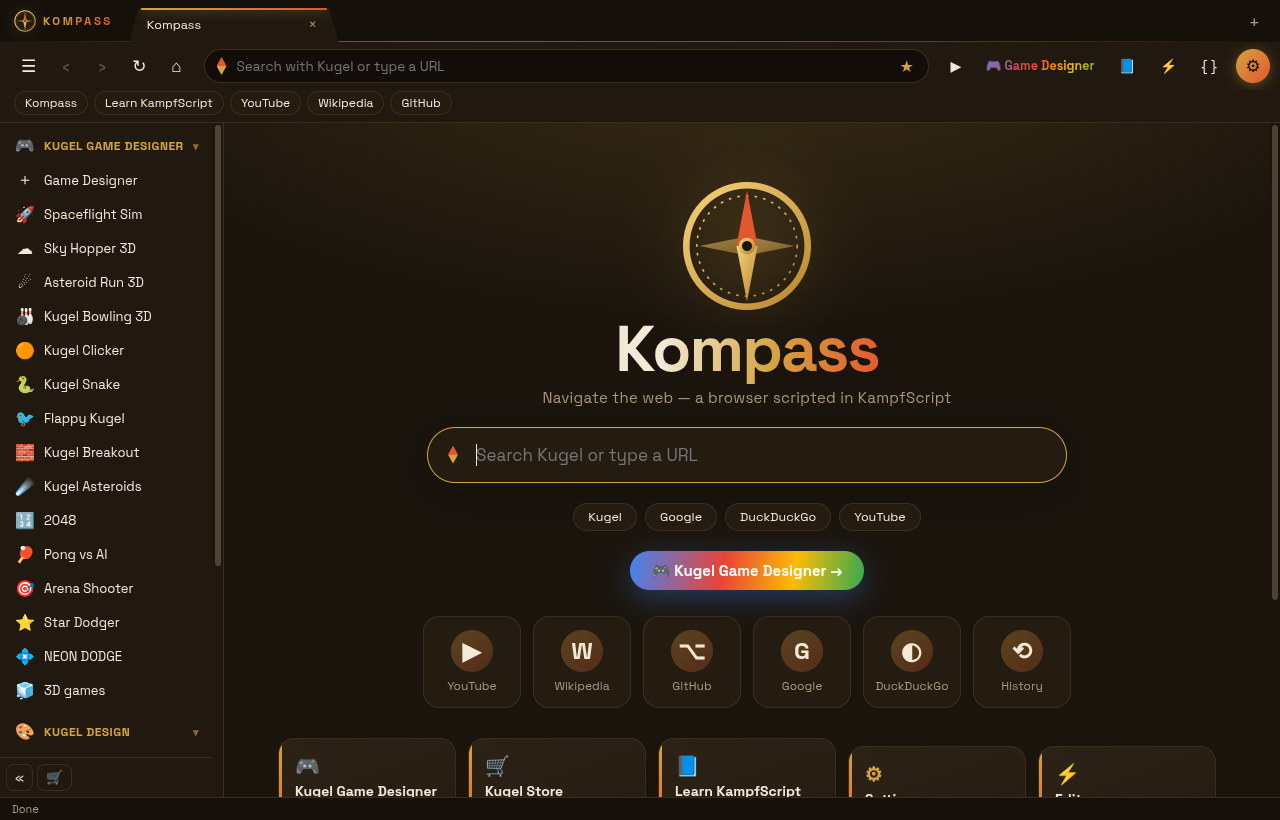 KOMPASS
Kompass ×
+
Search with Kugel or type a URL
🎮 Game Designer
{}
Kompass
Learn KampfScript
YouTube
Wikipedia
GitHub
KUGEL GAME DESIGNER
Game Designer
Spaceflight Sim
Sky Hopper 3D
Asteroid Run 3D
Kugel Bowling 3D
Kugel Clicker
Kugel Snake
Flappy Kugel
Kugel Breakout
Kugel Asteroids
2048
Pong vs AI
Arena Shooter
Star Dodger
NEON DODGE
3D games
KUGEL DESIGN
«
Kompass
Navigate the web — a browser scripted in KampfScript
Search Kugel or type a URL
Kugel
Google
DuckDuckGo
YouTube
🎮 Kugel Game Designer →
YouTube
W
Wikipedia
GitHub
G
Google
DuckDuckGo
History
Kugel Game Designer
Kugel Store
Learn KampfScript
Done